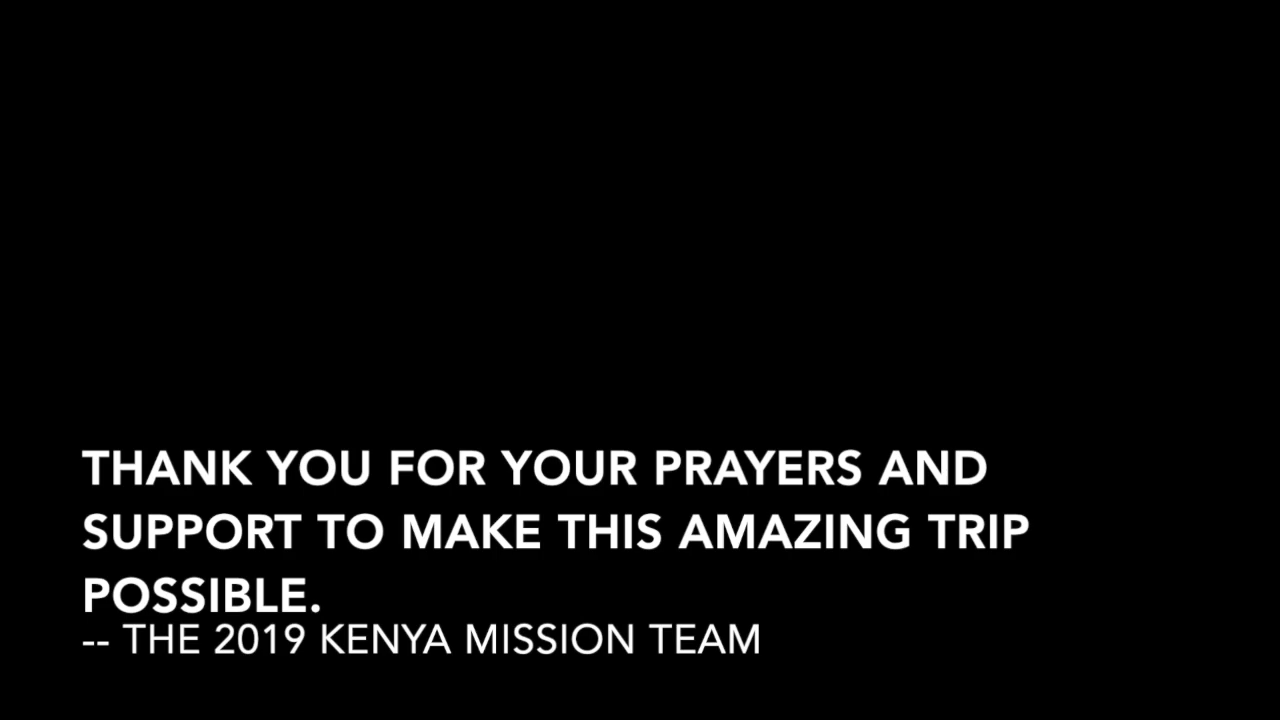 THANK YOU FOR YOUR PRAYERS AND
SUPPORT TO MAKE THIS AMAZING TRIP
POSSIBLE.
-- THE 2019 KENYA MISSION TEAM